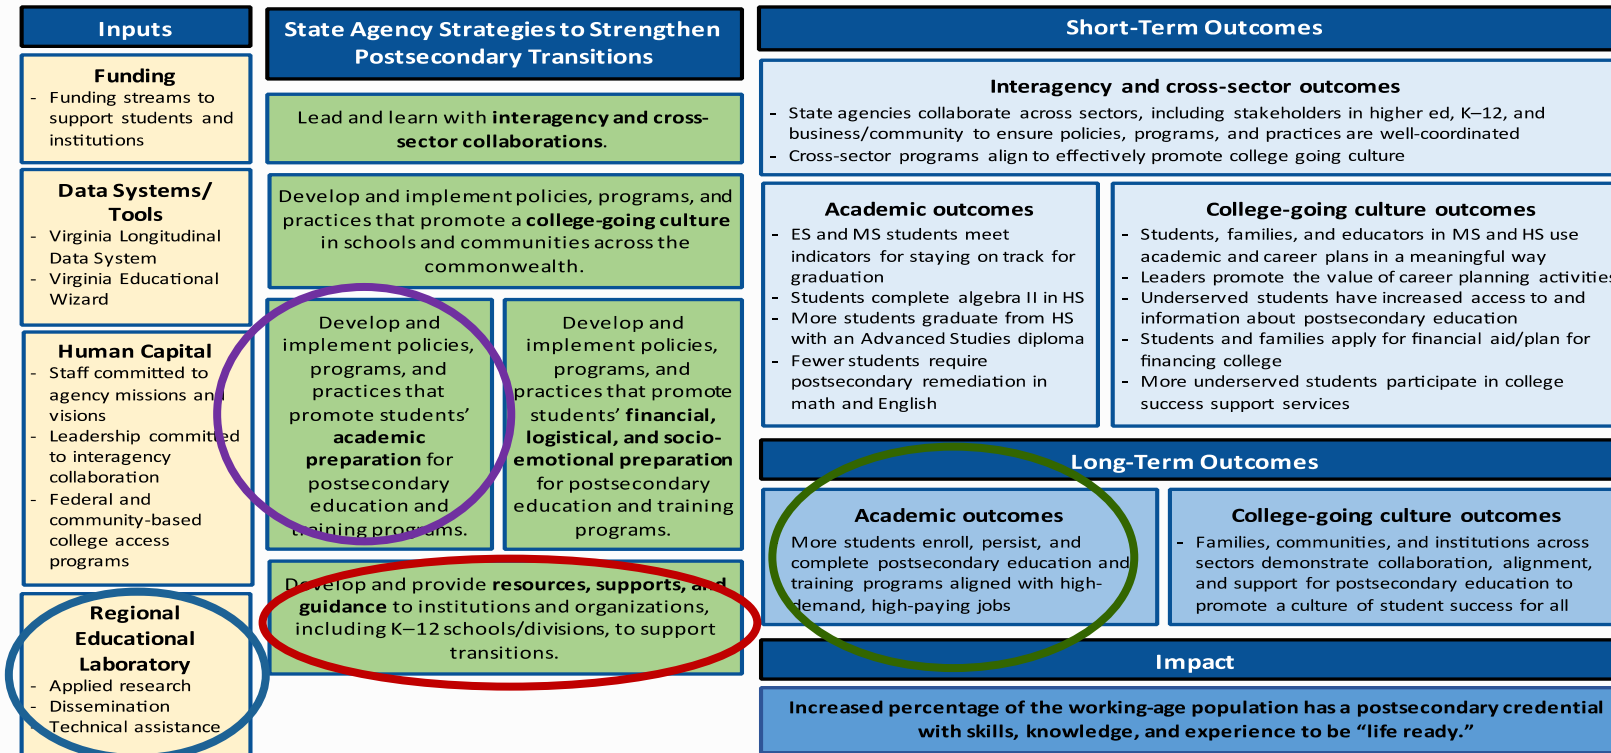 Inputs
Funding
- Funding streams to
support students and
institutions
Data Systems/
Tools
- Virginia Longitudinal
Data System
- Virginia Educational
Wizard
Human Capital
- Staff committed to
agency missions and
visions
- Leadership committed
to interagency
collaboration
- Federal and
community-based
college access
programs
Regional
Educational
Laboratory
- Applied research
- Dissemination
- Technical assistance
State Agency Strategies to Strengthen
Postsecondary Transitions
Lead and learn with interagency and cross-
sector collaborations.
Develop and implement policies, programs, and
practices that promote a college-going culture
in schools and communities across the
commonwealth.
Develop and
implement policies,
programs, and
practices that
promote students’
academic
preparation for
postsecondary
education and
training programs.
Develop and
implement policies,
programs, and
practices that promote
students’ financial,
logistical, and socio-
emotional preparation
for postsecondary
education and training
programs.
Develop and provide resources, supports, and
guidance to institutions and organizations,
including K–12 schools/divisions, to support
transitions.
Short-Term Outcomes
Interagency and cross-sector outcomes
- State agencies collaborate across sectors, including stakeholders in higher ed, K–12, and
business/community to ensure policies, programs, and practices are well-coordinated
- Cross-sector programs align to effectively promote college going culture
Academic outcomes
- ES and MS students meet
indicators for staying on track for
graduation
- Students complete algebra II in HS
- More students graduate from HS
with an Advanced Studies diploma
- Fewer students require
postsecondary remediation in
math and English
College-going culture outcomes
- Students, families, and educators in MS and HS use
academic and career plans in a meaningful way
- Leaders promote the value of career planning activities
- Underserved students have increased access to and
information about postsecondary education
- Students and families apply for financial aid/plan for
financing college
- More underserved students participate in college
success support services
Long-Term Outcomes
Academic outcomes
More students enroll, persist, and
complete postsecondary education and
training programs aligned with high-
demand, high-paying jobs
College-going culture outcomes
- Families, communities, and institutions across
sectors demonstrate collaboration, alignment,
and support for postsecondary education to
promote a culture of student success for all
Impact
Increased percentage of the working-age population has a postsecondary credential
with skills, knowledge, and experience to be “life ready.”